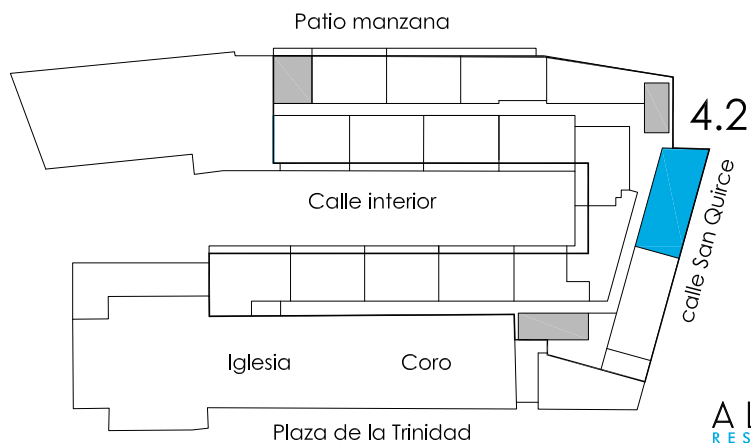 Patio manzana
4.2
calle San Quirce
Calle interior
Iglesia
Coro
Plaza de la Trinidad